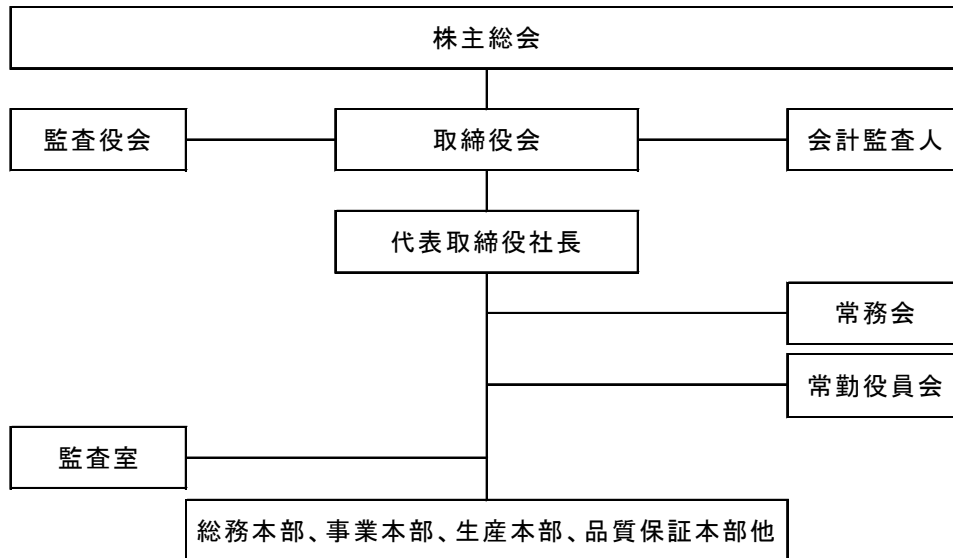 株主総会
監査役会
取締役会
会計監査人
代表取締役社長
常務会
常勤役員会
監査室
総務本部、事業本部、生産本部、品質保証本部他